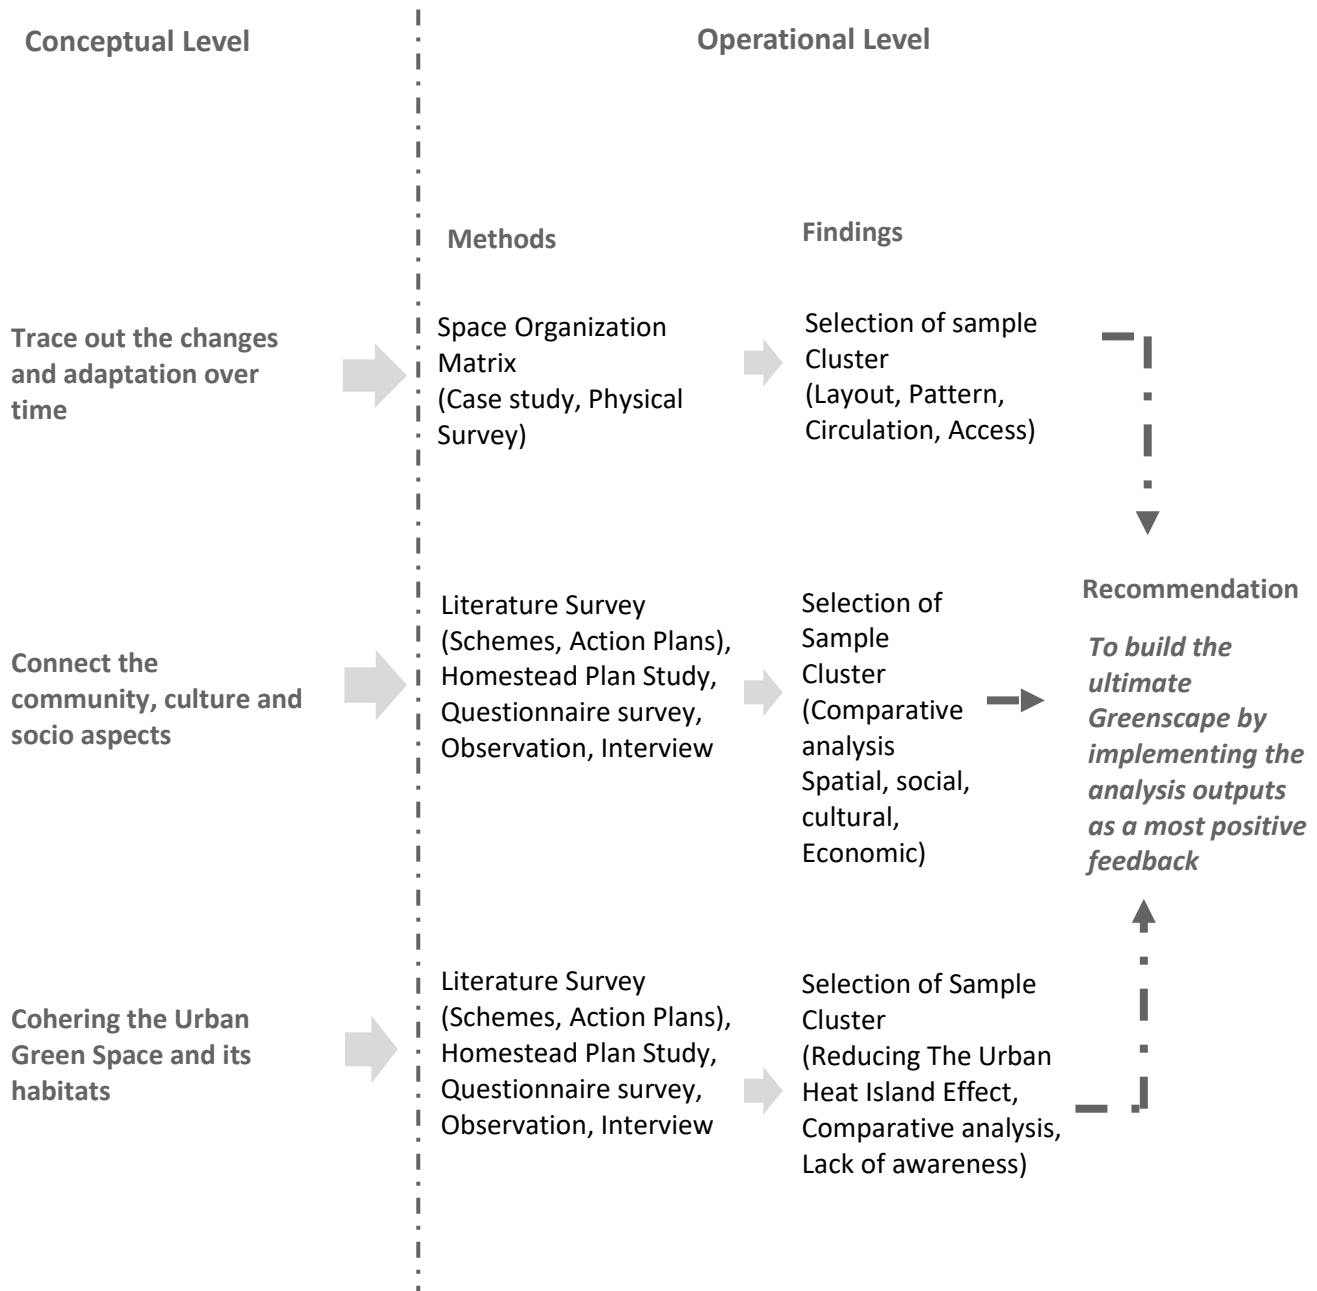 Conceptual Level
Operational Level
Methods
Findings
Trace out the changes
and adaptation over
time
Space Organization
Matrix
(Case study, Physical
Survey)
Selection of sample
Cluster
(Layout, Pattern,
Circulation, Access)
Connect the
community, culture and
socio aspects
Literature Survey
(Schemes, Action Plans),
Homestead Plan Study,
Questionnaire survey,
Observation, Interview
Selection of
Sample
Cluster
(Comparative
analysis
Spatial, social,
cultural,
Economic)
Recommendation
To build the
ultimate
Greenscape by
implementing the
analysis outputs
as a most positive
feedback
Cohering the Urban
Green Space and its
habitats
Literature Survey
(Schemes, Action Plans),
Homestead Plan Study,
Questionnaire survey,
Observation, Interview
Selection of Sample
Cluster
(Reducing The Urban
Heat Island Effect,
Comparative analysis,
Lack of awareness)